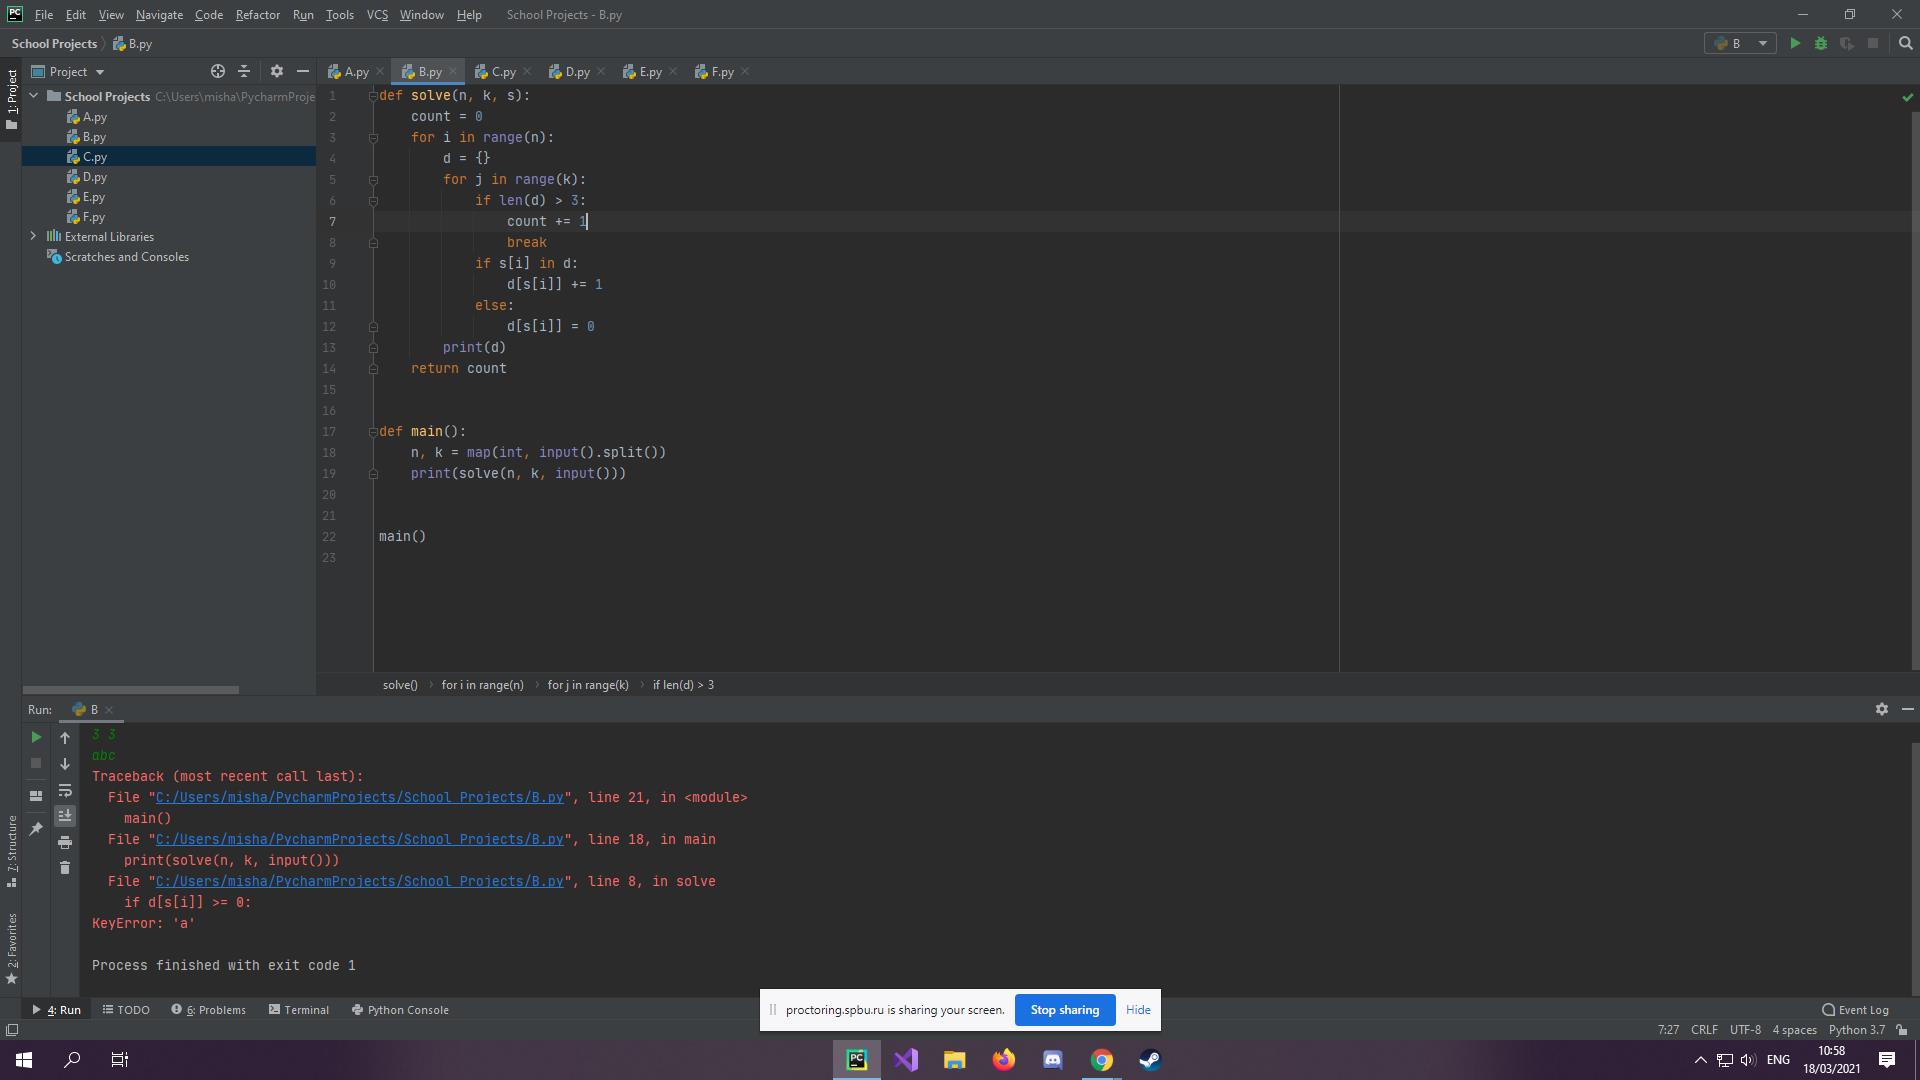 File Edit View Navigate Code Refactor Run Tools VCS Window Help School Projects - B.py
School Projects B.py B
Project A.py B.py C.py D.py E.py F.py
1: Project
School Projects C:\Users\misha\PycharmProje
A.py
B.py
C.py
D.py
E.py
F.py
External Libraries
Scratches and Consoles
1 def solve(n, k, s):
2 count = 0
3 for i in range(n):
4 d = {}
5 for j in range(k):
6 if len(d) > 3:
7 count += 1
8 break
9 if s[i] in d:
10 d[s[i]] += 1
11 else:
12 d[s[i]] = 0
13 print(d)
14 return count
15
16
17 def main():
18 n, k = map(int, input().split())
19 print(solve(n, k, input()))
20
21
22 main()
23
solve() for i in range(n) for j in range(k) if len(d) > 3
Run: B
3 3
abc
Traceback (most recent call last):
File "C:/Users/misha/PycharmProjects/School Projects/B.py", line 21, in <module>
main()
File "C:/Users/misha/PycharmProjects/School Projects/B.py", line 18, in main
print(solve(n, k, input()))
File "C:/Users/misha/PycharmProjects/School Projects/B.py", line 8, in solve
if d[s[i]] >= 0:
KeyError: 'a'
Process finished with exit code 1
7: Structure
2: Favorites
4: Run TODO 6: Problems Terminal Python Console Event Log
proctoring.spbu.ru is sharing your screen. Stop sharing Hide
7:27 CRLF UTF-8 4 spaces Python 3.7
ENG 10:58
18/03/2021